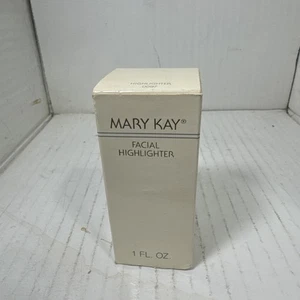 MARY KAY®
FACIAL
HIGHLIGHTER
1 FL. OZ